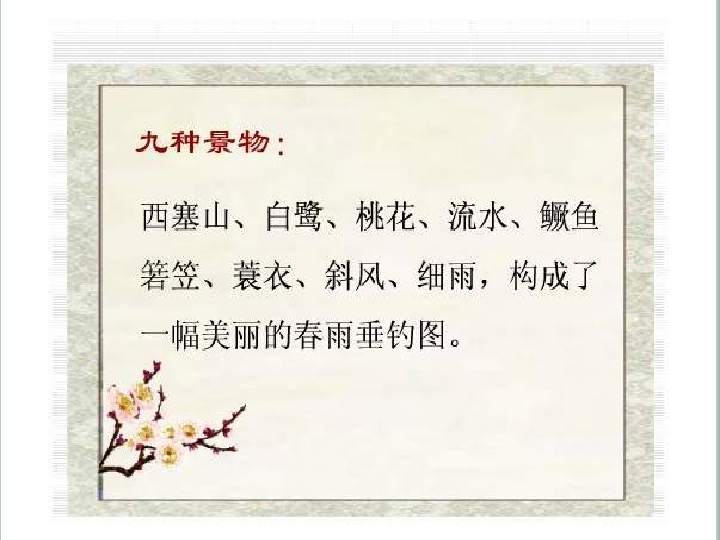 九种景物：
西塞山、白鹭、桃花、流水、鳜鱼
箬笠、蓑衣、斜风、细雨，构成了
一幅美丽的春雨垂钓图。